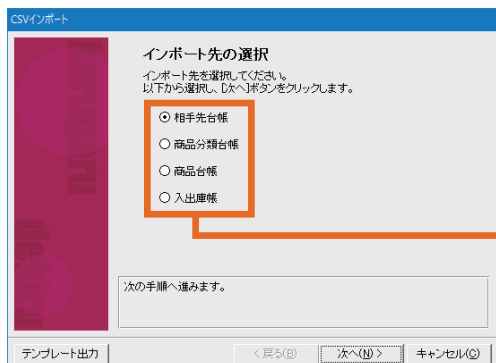 CSVインポート
インポート先の選択
インポート先を選択してください。
以下から選択し、[次へ]ボタンをクリックします。
相手先台帳
商品分類台帳
商品台帳
入出庫帳
karugaru
dekiru
次の手順へ進みます。
テンプレート出力
< 戻る(B)
次へ(N) >
キャンセル(C)